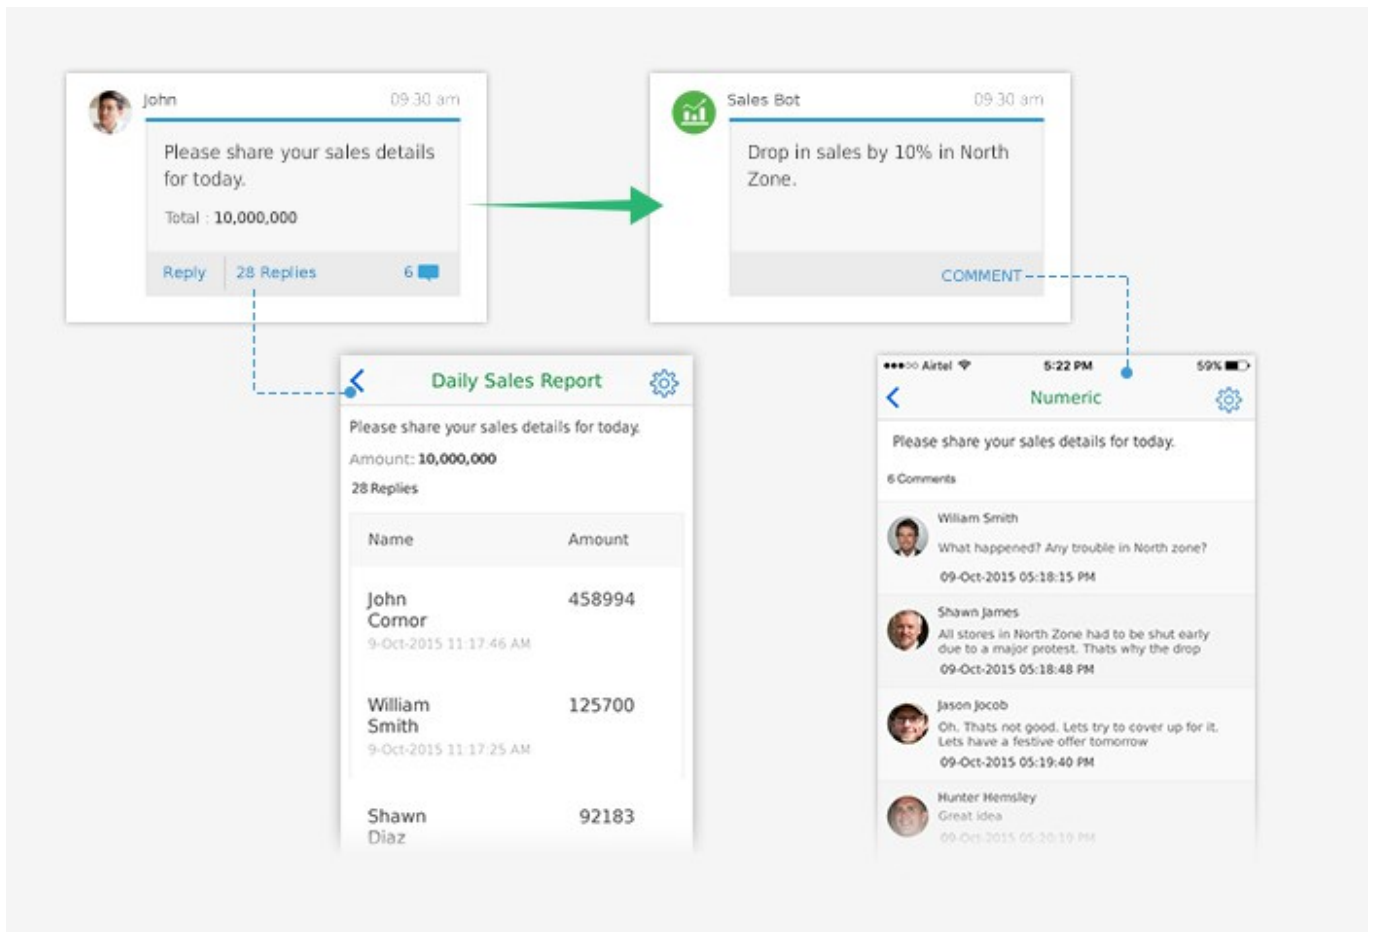 John 09 30 am
Please share your sales details
for today.
Total : 10,000,000
Reply 28 Replies 6
Sales Bot 09 30 am
Drop in sales by 10% in North
Zone.
COMMENT
Daily Sales Report
Please share your sales details for today.
Amount: 10,000,000
28 Replies
Name Amount
John 458994
Cornor
9-Oct-2015 11:17:46 AM
William 125700
Smith
9-Oct-2015 11:17:25 AM
Shawn 92183
Diaz
Airtel 5:22 PM 59%
Numeric
Please share your sales details for today.
6 Comments
Wiliam Smith
What happened? Any trouble in North zone?
09-Oct-2015 05:18:15 PM
Shawn James
All stores in North Zone had to be shut early
due to a major protest. Thats why the drop
09-Oct-2015 05:18:48 PM
Jason Jocob
Oh. Thats not good. Lets try to cover up for it.
Lets have a festive offer tomorrow
09-Oct-2015 05:19:40 PM
Hunter Hemsley
Great idea
09-Oct-2015 05:20:19 PM